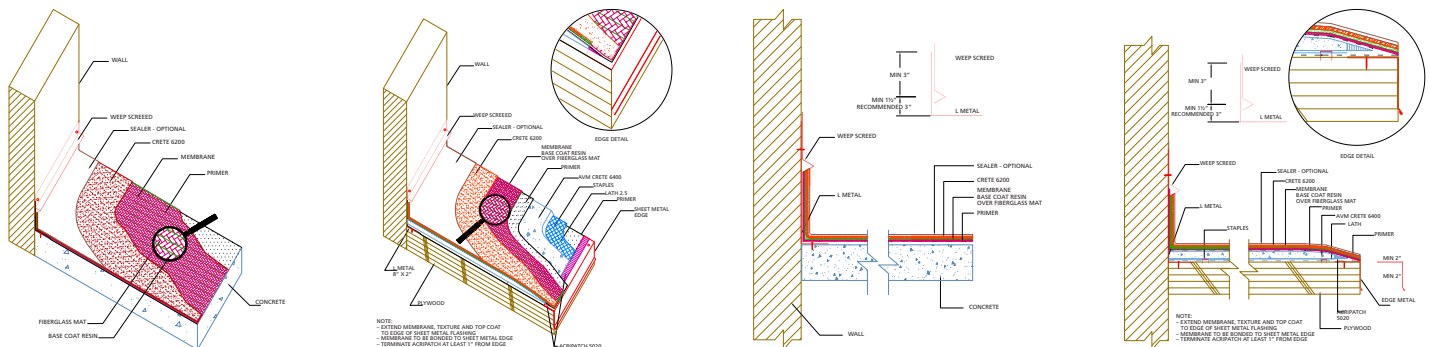 WALL
WEEP SCREEED
SEALER - OPTIONAL
CRETE 6200
MEMBRANE
PRIMER
CONCRETE
FIBERGLASS MAT
BASE COAT RESIN
WALL
WEEP SCREEED
SEALER - OPTIONAL
CRETE 6200
MEMBRANE
BASE COAT RESIN
OVER FIBERGLASS MAT
PRIMER
AVM CRETE 6400
STAPLES
LATH 2.5
PRIMER
SHEET METAL
EDGE
EDGE DETAIL
L METAL
8" X 2"
PLYWOOD
NOTE:
- EXTEND MEMBRANE, TEXTURE AND TOP COAT
TO EDGE OF SHEET METAL FLASHING
- MEMBRANE TO BE BONDED TO SHEET METAL EDGE
- TERMINATE ACRIPATCH AT LEAST 1" FROM EDGE
ACRIPATCH 5020
MIN 3"
WEEP SCREED
MIN 1½"
RECOMMENDED 3"
L METAL
WEEP SCREED
L METAL
SEALER - OPTIONAL
CRETE 6200
MEMBRANE
BASE COAT RESIN
OVER FIBERGLASS MAT
PRIMER
CONCRETE
WALL
MIN 3"
WEEP SCREED
MIN 1½"
RECOMMENDED 3"
L METAL
EDGE DETAIL
WEEP SCREED
L METAL
STAPLES
SEALER - OPTIONAL
CRETE 6200
MEMBRANE
BASE COAT RESIN
OVER FIBERGLASS MAT
PRIMER
AVM CRETE 6400
LATH
PRIMER
MIN 2"
MIN 2"
EDGE METAL
ACRIPATCH
5020
PLYWOOD
NOTE:
- EXTEND MEMBRANE, TEXTURE AND TOP COAT
TO EDGE OF SHEET METAL FLASHING
- MEMBRANE TO BE BONDED TO SHEET METAL EDGE
- TERMINATE ACRIPATCH AT LEAST 1" FROM EDGE